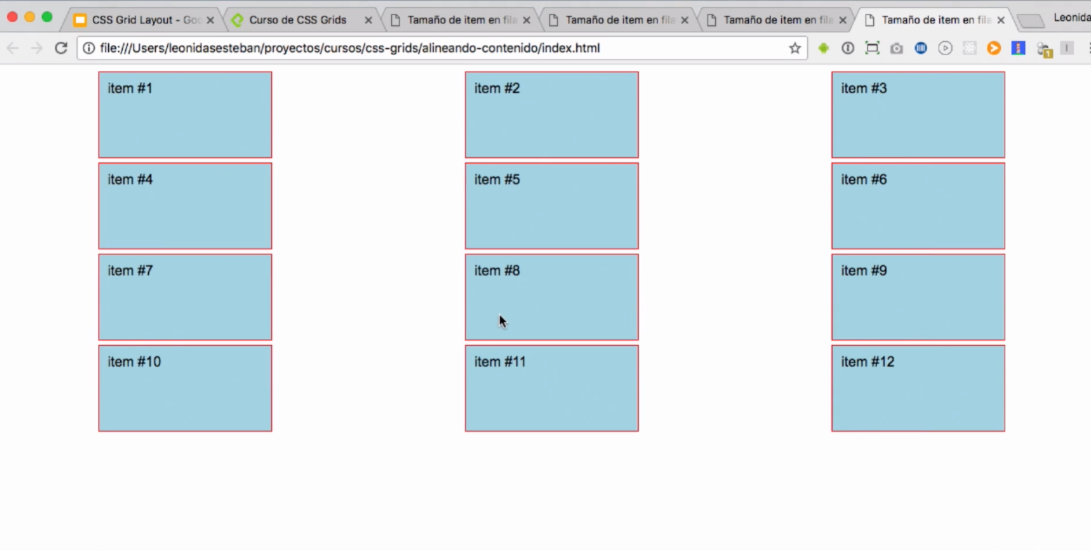 CSS Grid Layout - Goo
Curso de CSS Grids
Tamaño de item en fila
Tamaño de item en fila
Tamaño de item en fila
Tamaño de item en fila
Leonida
file:///Users/leonidasesteban/proyectos/cursos/css-grids/alineando-contenido/index.html
item #1 item #2 item #3
item #4 item #5 item #6
item #7 item #8 item #9
item #10 item #11 item #12